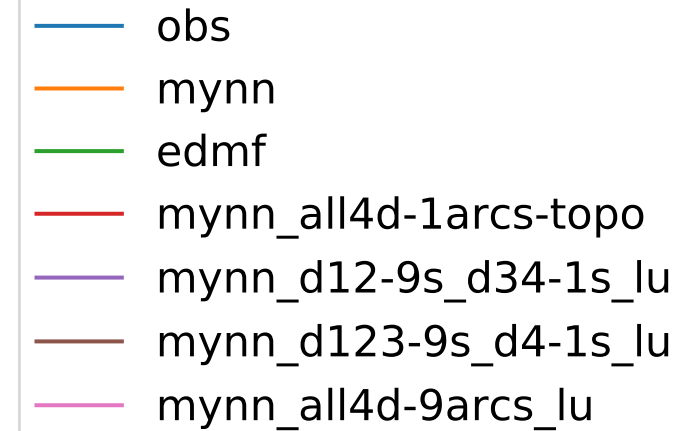 obs
mynn
edmf
mynn_all4d-1arcs-topo
mynn_d12-9s_d34-1s_lu
mynn_d123-9s_d4-1s_lu
mynn_all4d-9arcs_lu